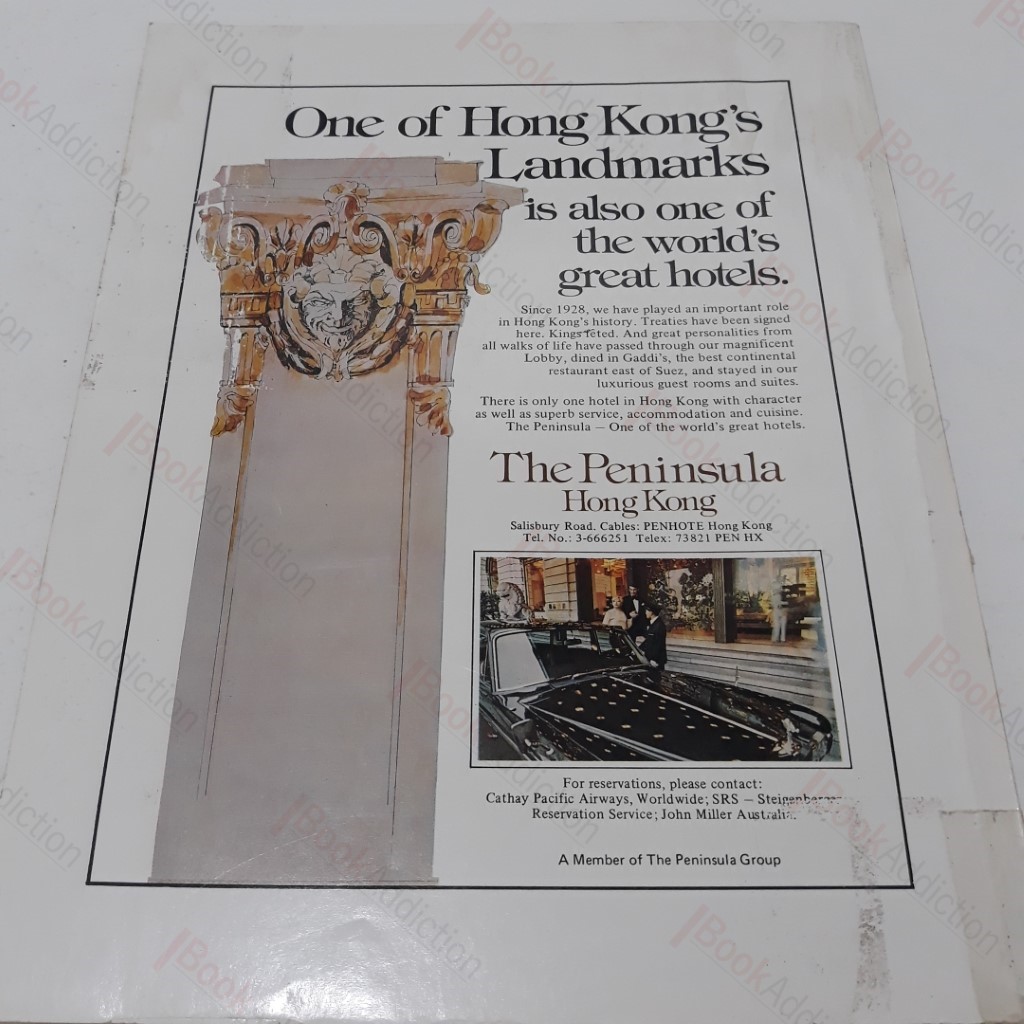 One of Hong Kong's
Landmarks
is also one of
the world's
great hotels.
Since 1928, we have played an important role
in Hong Kong's history. Treaties have been signed
here. Kings feted. And great personalities from
all walks of life have passed through our magnificent
Lobby, dined in Gaddi's, the best continental
restaurant east of Suez, and stayed in our
luxurious guest rooms and suites.
There is only one hotel in Hong Kong with character
as well as superb service, accommodation and cuisine.
The Peninsula — One of the world's great hotels.
The Peninsula
Hong Kong
Salisbury Road. Cables: PENHOTE Hong Kong
Tel. No.: 3-666251 Telex: 73821 PEN HX
For reservations, please contact:
Cathay Pacific Airways, Worldwide; SRS — Steigenberger
Reservation Service; John Miller Australia.
A Member of The Peninsula Group
BookAddiction